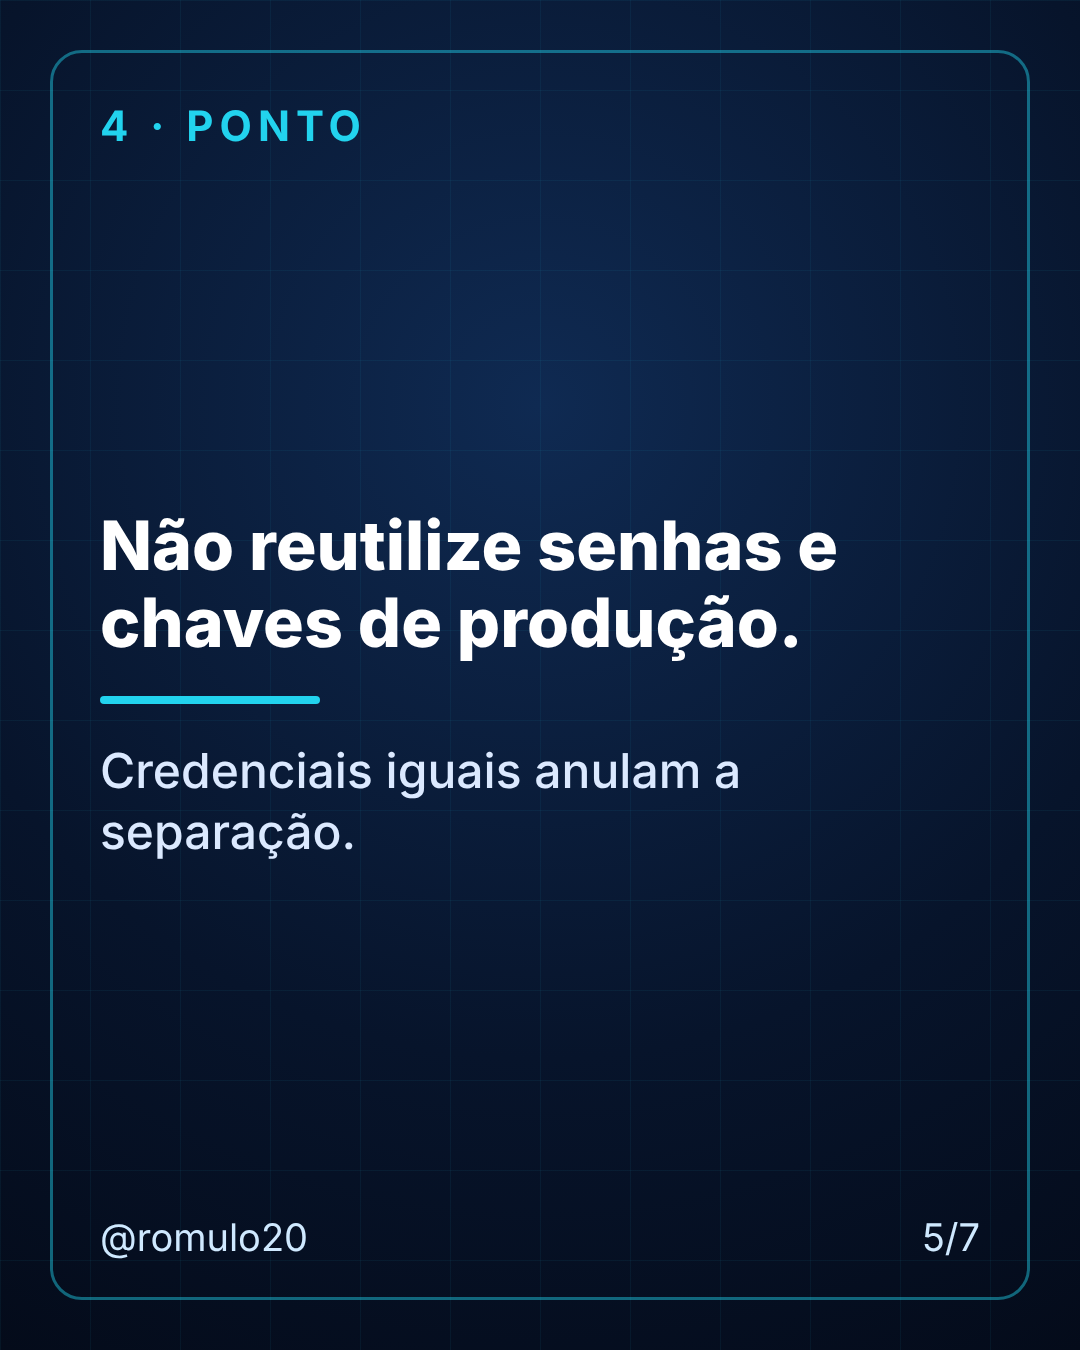 4 · PONTO
Não reutilize senhas e
chaves de produção.
Credenciais iguais anulam a
separação.
@romulo20
5/7